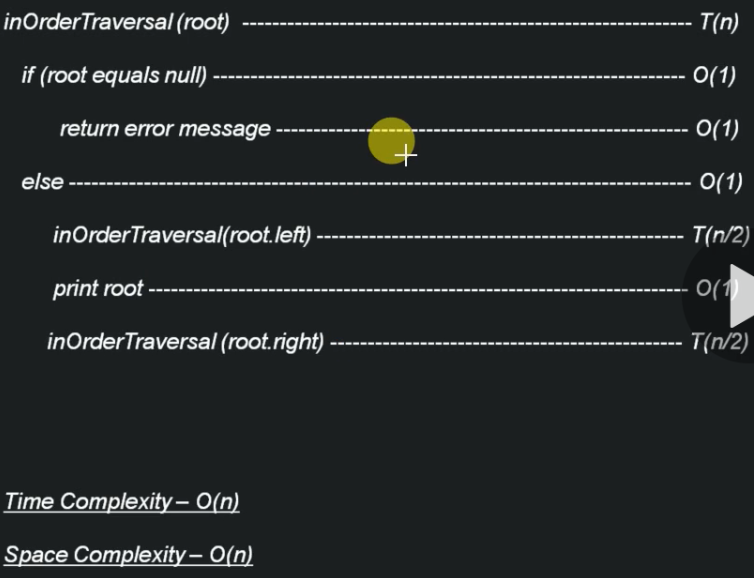 inOrderTraversal (root) ---------------------------------------------------------- T(n)
if (root equals null) ------------------------------------------------------------- O(1)
return error message ----------------------------------------------------- O(1)
else --------------------------------------------------------------------------------- O(1)
inOrderTraversal(root.left) ------------------------------------------------ T(n/2)
print root ---------------------------------------------------------------------- O(1)
inOrderTraversal (root.right) ---------------------------------------------- T(n/2)
Time Complexity – O(n)
Space Complexity – O(n)